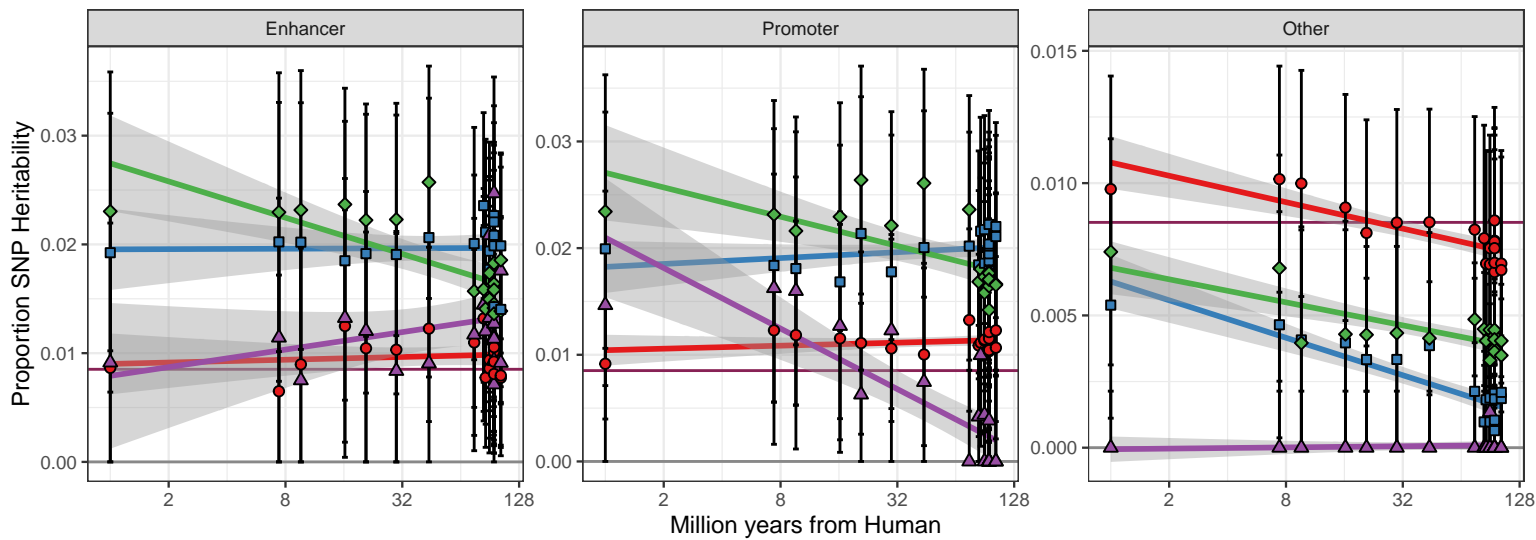 Enhancer
Promoter
Other
Proportion SNP Heritability
0.03
0.02
0.01
0.00
0.03
0.02
0.01
0.00
0.015
0.010
0.005
0.000
2 8 32 128
2 8 32 128
2 8 32 128
Million years from Human